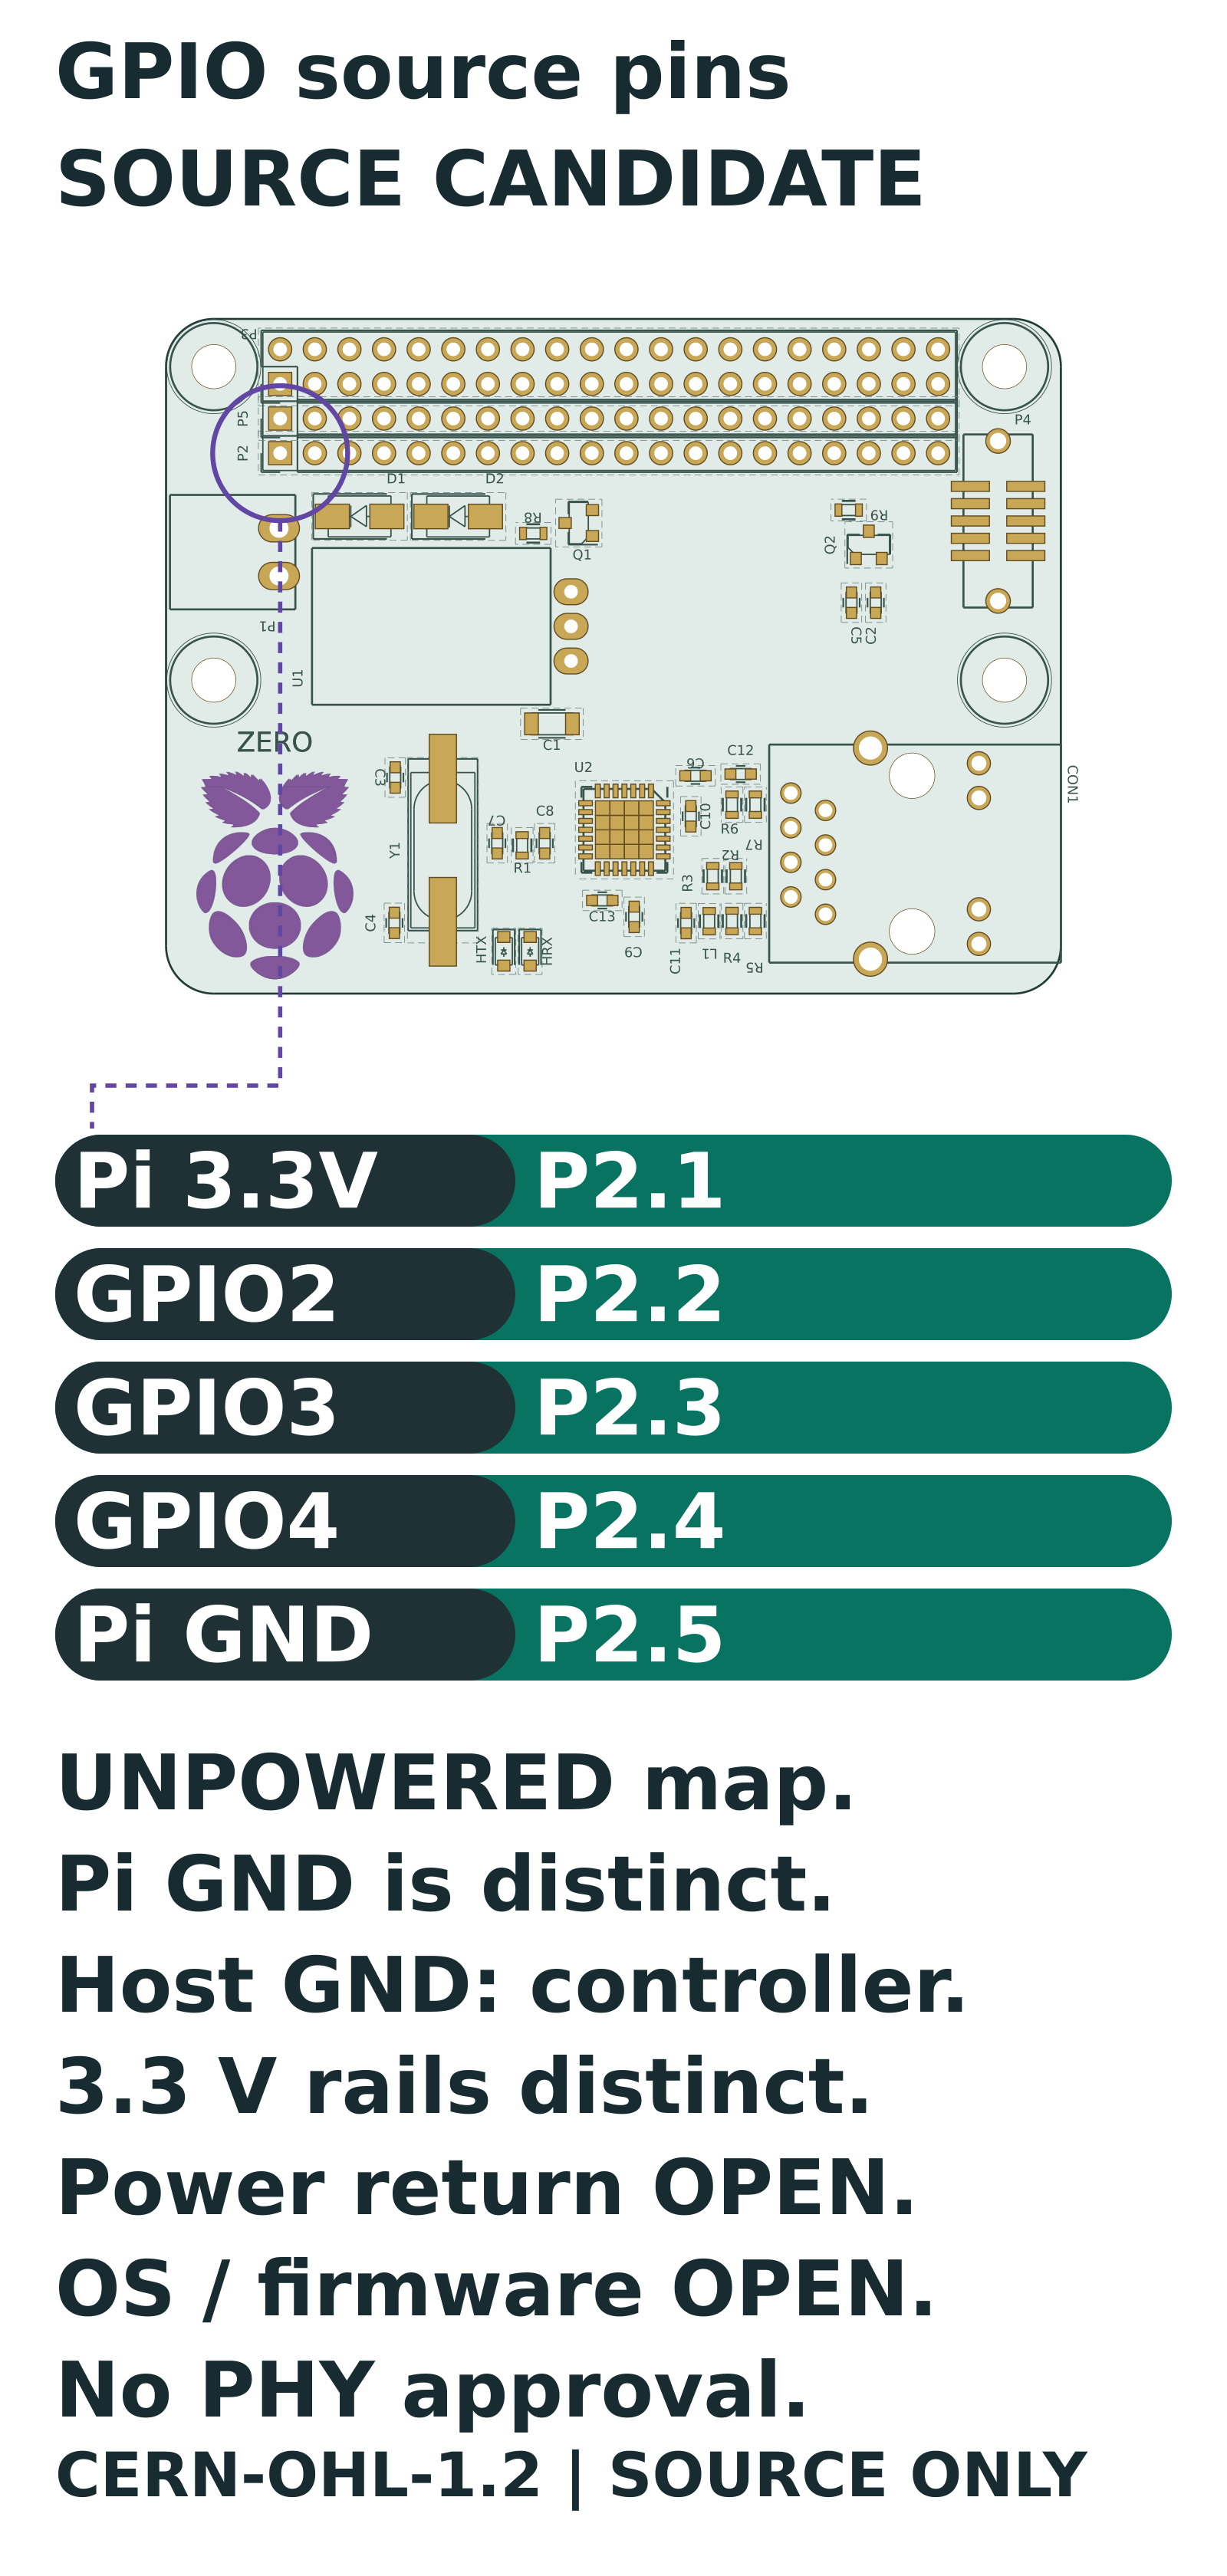 GPIO source pins
SOURCE CANDIDATE
P3
P5
P2
P4
D1 D2
R8
Q1
R9
Q2
P1
C5 C2
U1
C1
ZERO
C3
U2
C6
C12
CON1
C10
R6
C7
C8
Y1
R1
R7
R2
R3
C4
C13
C9
HTX
HRX
C11
L1
R4
R5
Pi 3.3V P2.1
GPIO2 P2.2
GPIO3 P2.3
GPIO4 P2.4
Pi GND P2.5
UNPOWERED map.
Pi GND is distinct.
Host GND: controller.
3.3 V rails distinct.
Power return OPEN.
OS / firmware OPEN.
No PHY approval.
CERN-OHL-1.2 | SOURCE ONLY